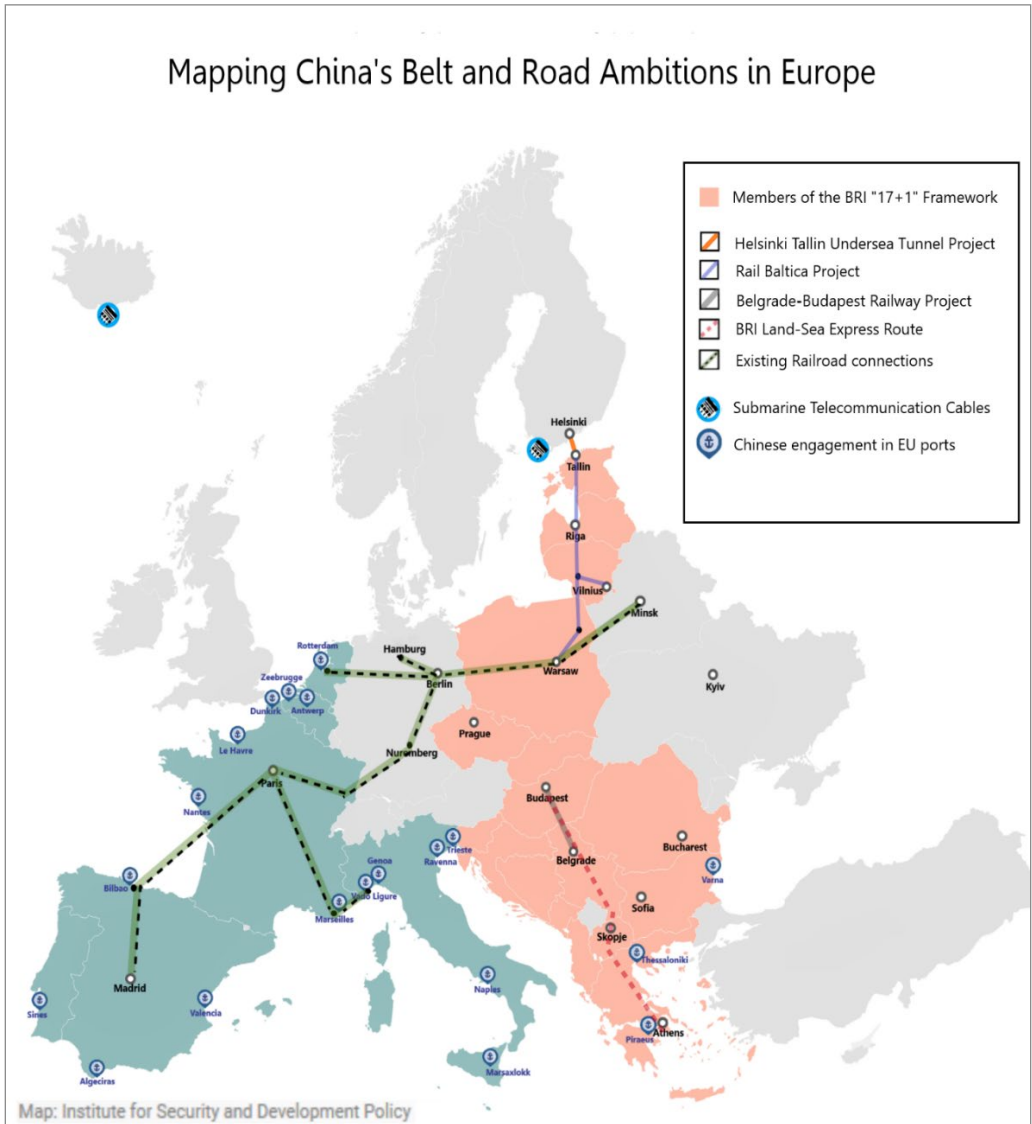 Mapping China's Belt and Road Ambitions in Europe
Members of the BRI "17+1" Framework
Helsinki Tallin Undersea Tunnel Project
Rail Baltica Project
Belgrade-Budapest Railway Project
BRI Land-Sea Express Route
Existing Railroad connections
Submarine Telecommunication Cables
Chinese engagement in EU ports
Helsinki
Tallin
Riga
Vilnius
Minsk
Rotterdam
Hamburg
Berlin
Warsaw
Kyiv
Zeebrugge
Dunkirk
Antwerp
Prague
Le Havre
Nuremberg
Paris
Budapest
Nantes
Bucharest
Trieste
Ravenna
Belgrade
Genoa
Varna
Bilbao
Vado Ligure
Sofia
Marseilles
Skopje
Thessaloniki
Madrid
Naplas
Sines
Valencia
Athens
Piraeus
Marsaxlokk
Algeciras
Map: Institute for Security and Development Policy